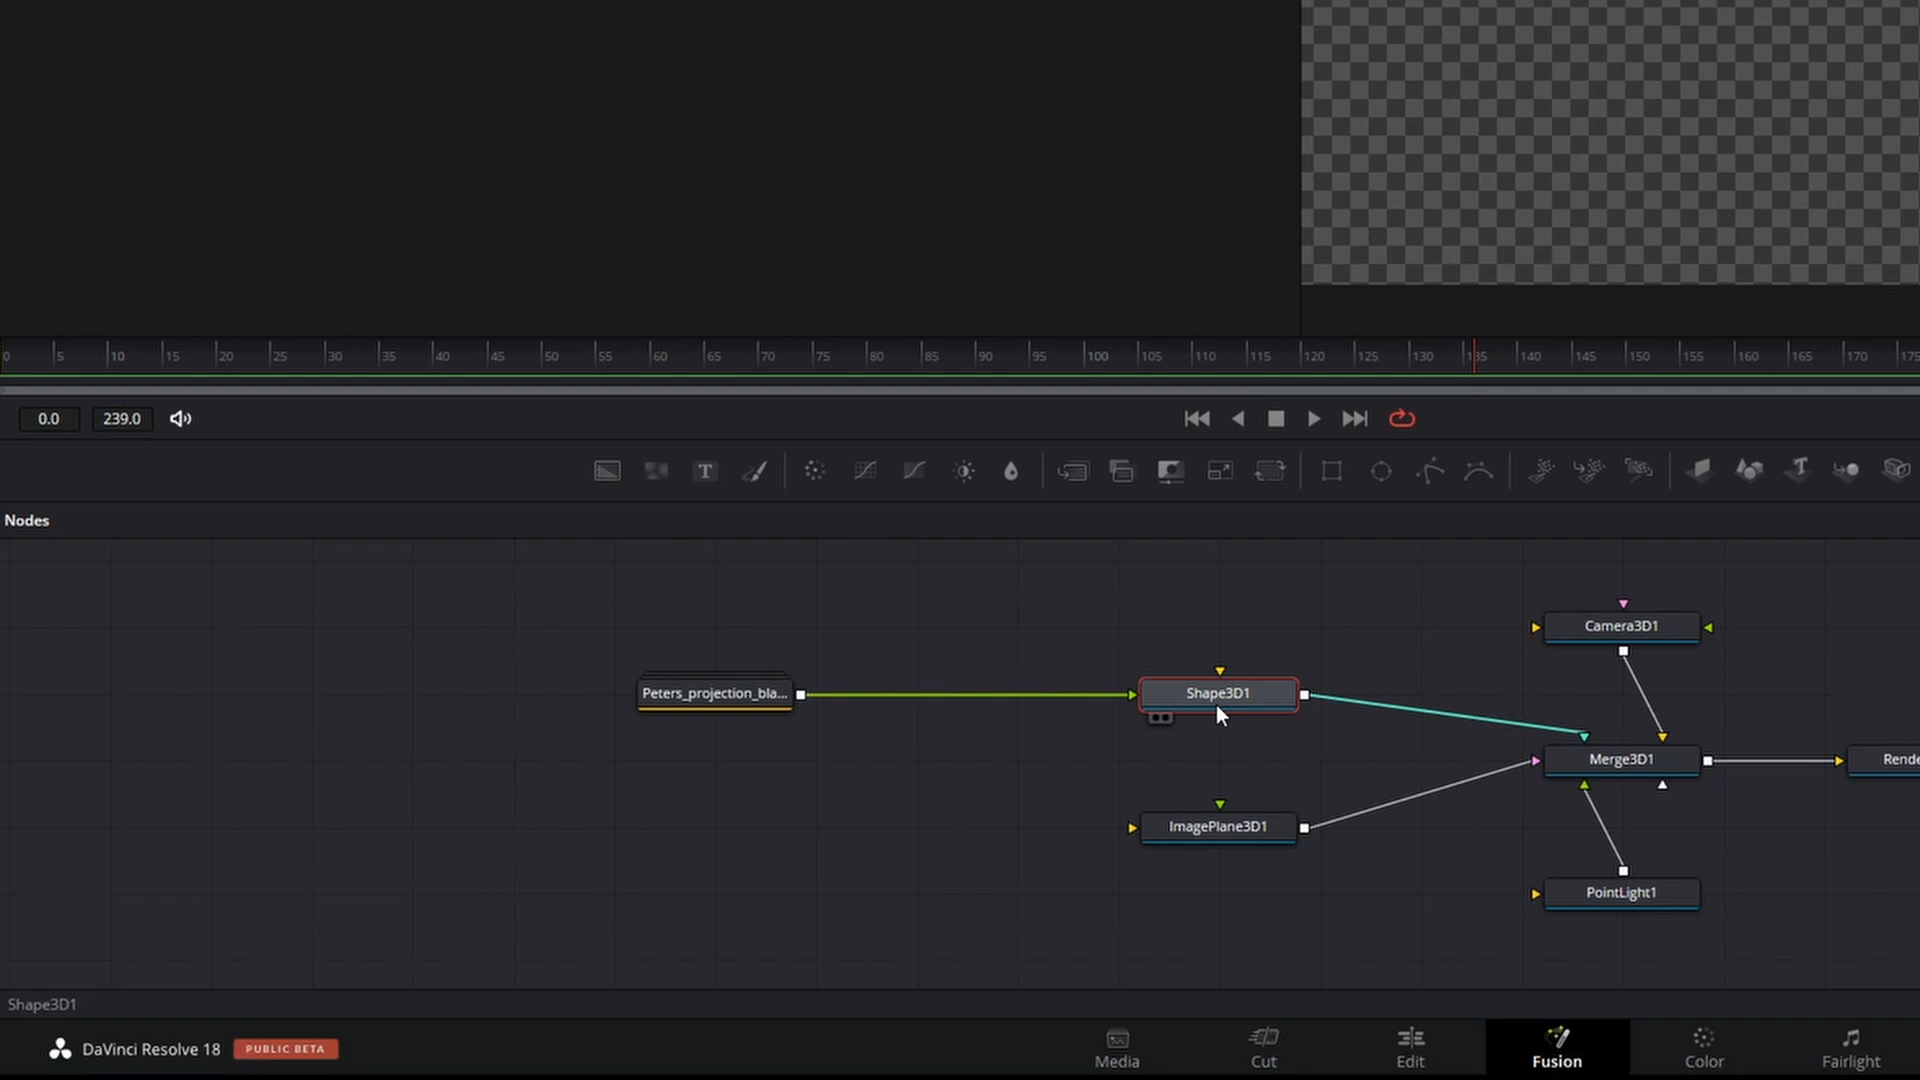 0 5 10 15 20 25 30 35 40 45 50 55 60 65 70 75 80 85 90 95 100 105 110 115 120 125 130 135 140 145 150 155 160 165 170 175
0.0 239.0
T
Nodes
Camera3D1
Peters_projection_bla... Shape3D1
Merge3D1 Rende
ImagePlane3D1
PointLight1
Shape3D1
DaVinci Resolve 18 PUBLIC BETA
Media Cut Edit Fusion Color Fairlight